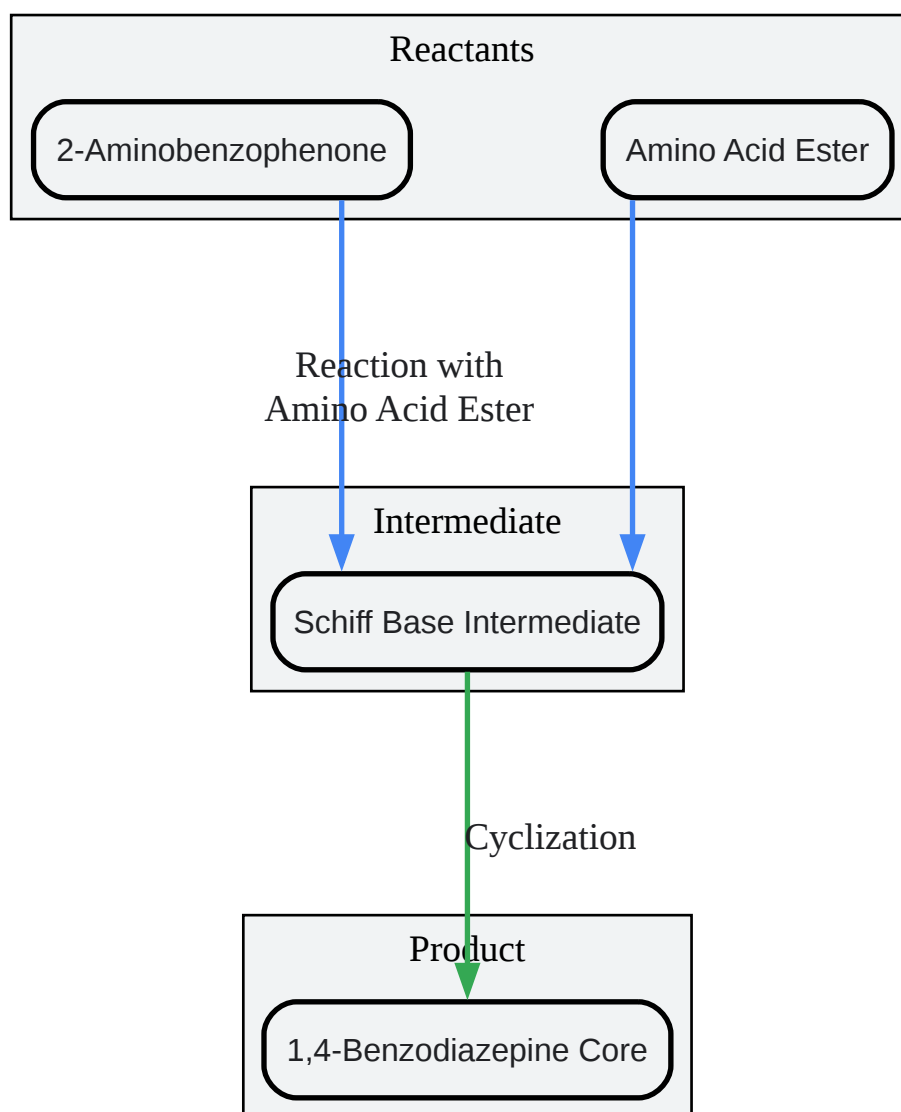 Reactants
2-Aminobenzophenone
Amino Acid Ester
Reaction with
Amino Acid Ester
Intermediate
Schiff Base Intermediate
Cyclization
Product
1,4-Benzodiazepine Core